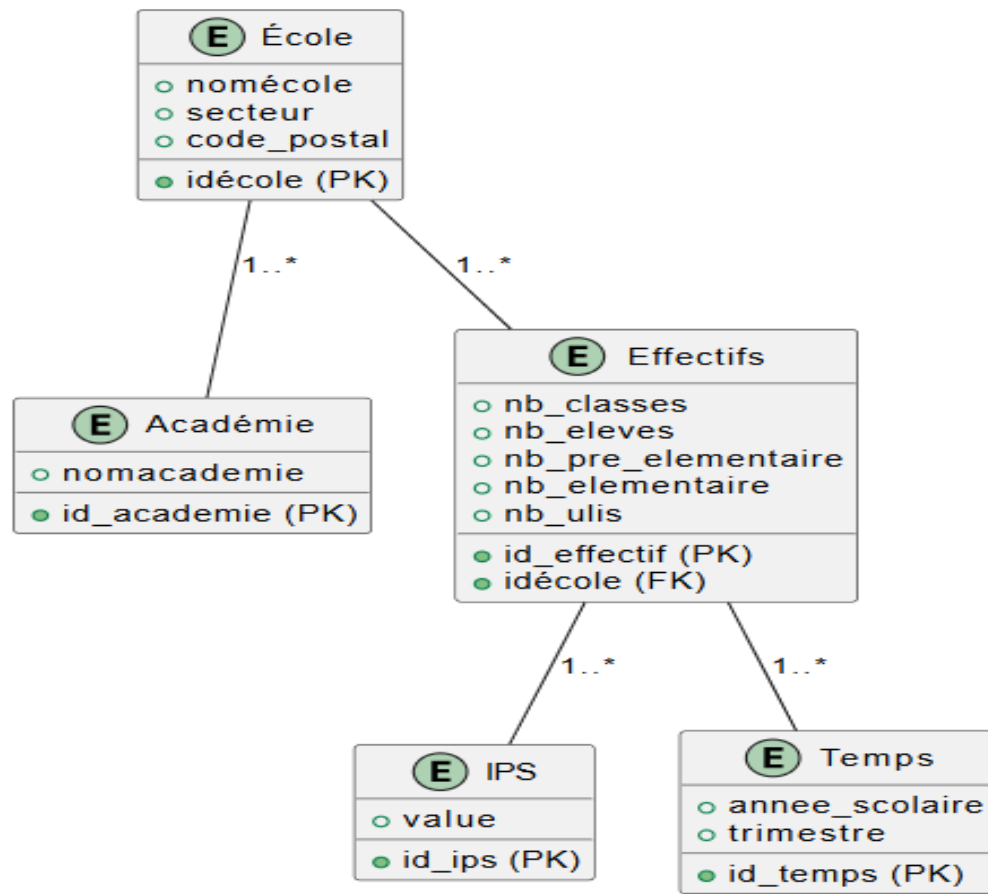 E École
nomécole
secteur
code_postal
idécole (PK)
1..*
1..*
E Effectifs
nb_classes
nb_eleves
nb_pre_elementaire
nb_elementaire
nb_ulis
id_effectif (PK)
idécole (FK)
E Académie
nomacademie
id_academie (PK)
1..*
1..*
E IPS
value
id_ips (PK)
E Temps
annee_scolaire
trimestre
id_temps (PK)